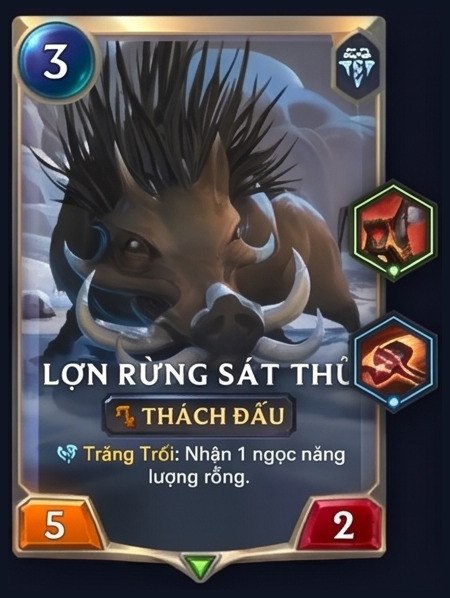 3
LỢN RỪNG SÁT THỦ
THÁCH ĐẤU
Trăng Trối: Nhận 1 ngọc năng
lượng rỗng.
5
2